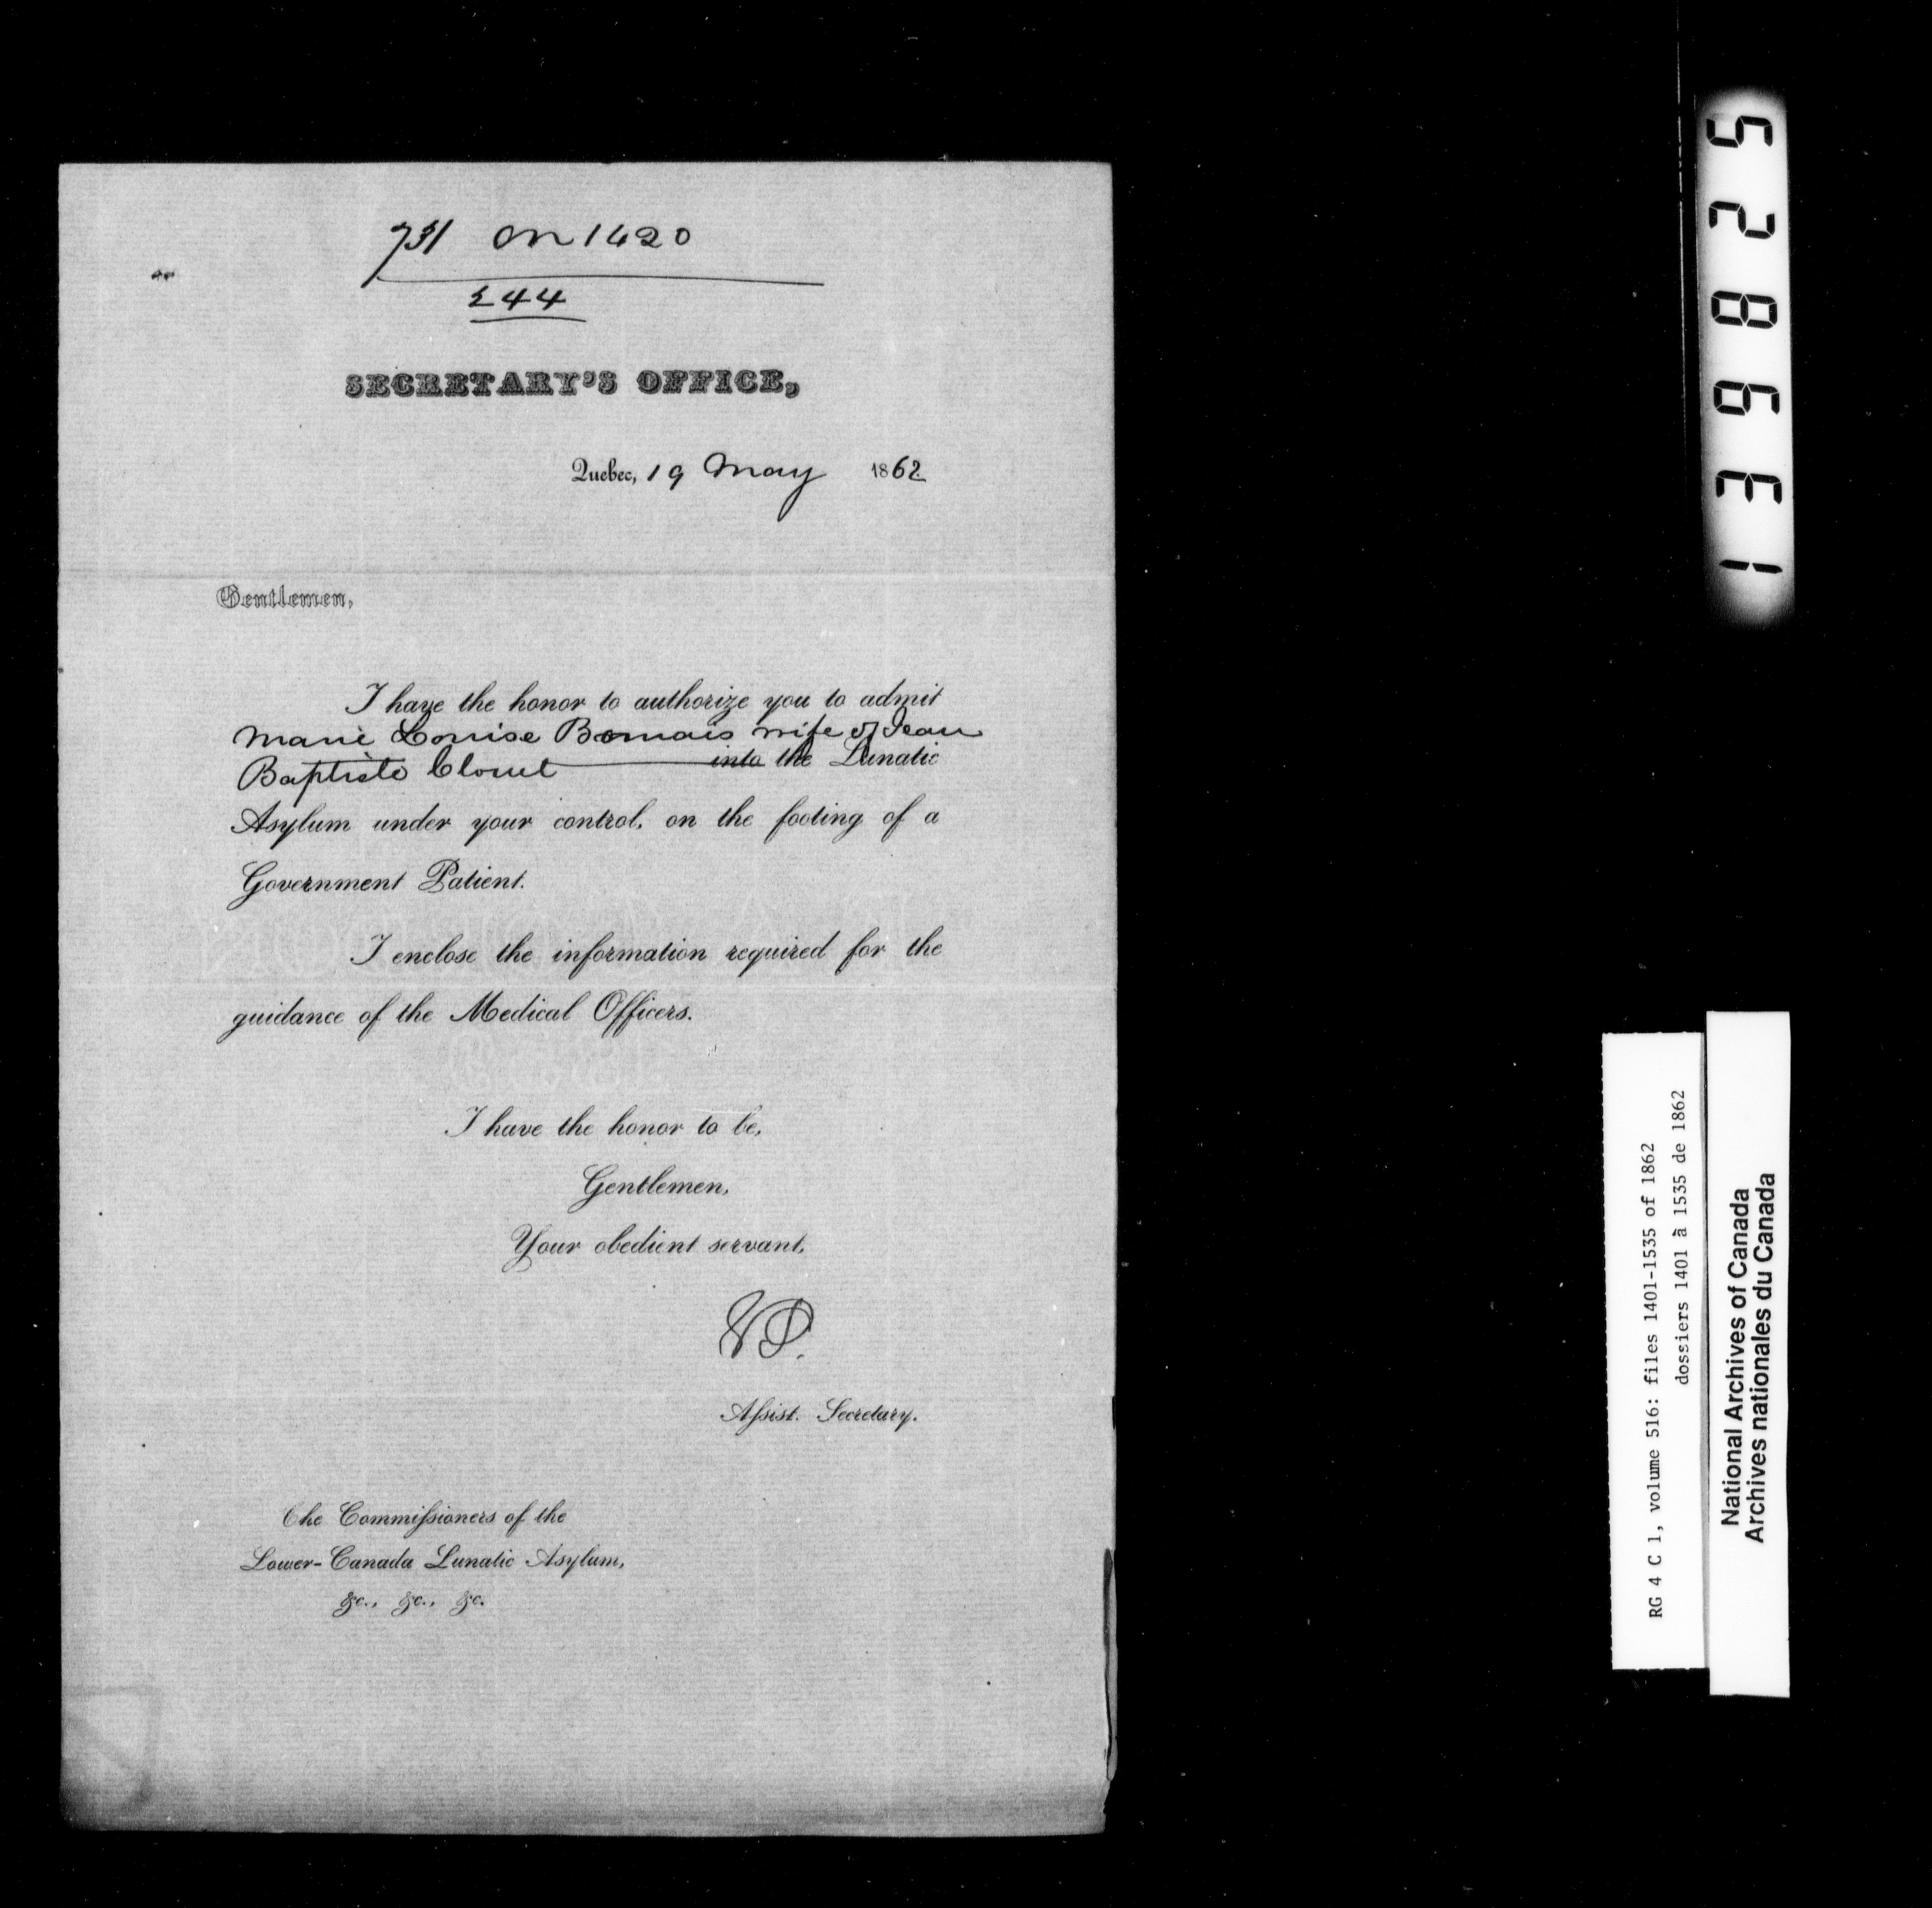 731 on 1420
£44
SECRETARY'S OFFICE,
Quebec, 19 May 1862
Gentlemen,
I have the honor to authorize you to admit
Marie Louise wife of Jean
Baptiste into the Lunatic
Asylum under your control, on the footing of a
Government Patient.
I enclose the information required for the
guidance of the Medical Officers.
I have the honor to be,
Gentlemen,
Your obedient servant,
Assist. Secretary.
The Commissioners of the
Lower-Canada Lunatic Asylum,
&c., &c., &c.
136825
RG 4 C 1, volume 516: files 1401-1535 of 1862
dossiers 1401 à 1535 de 1862
National Archives of Canada
Archives nationales du Canada